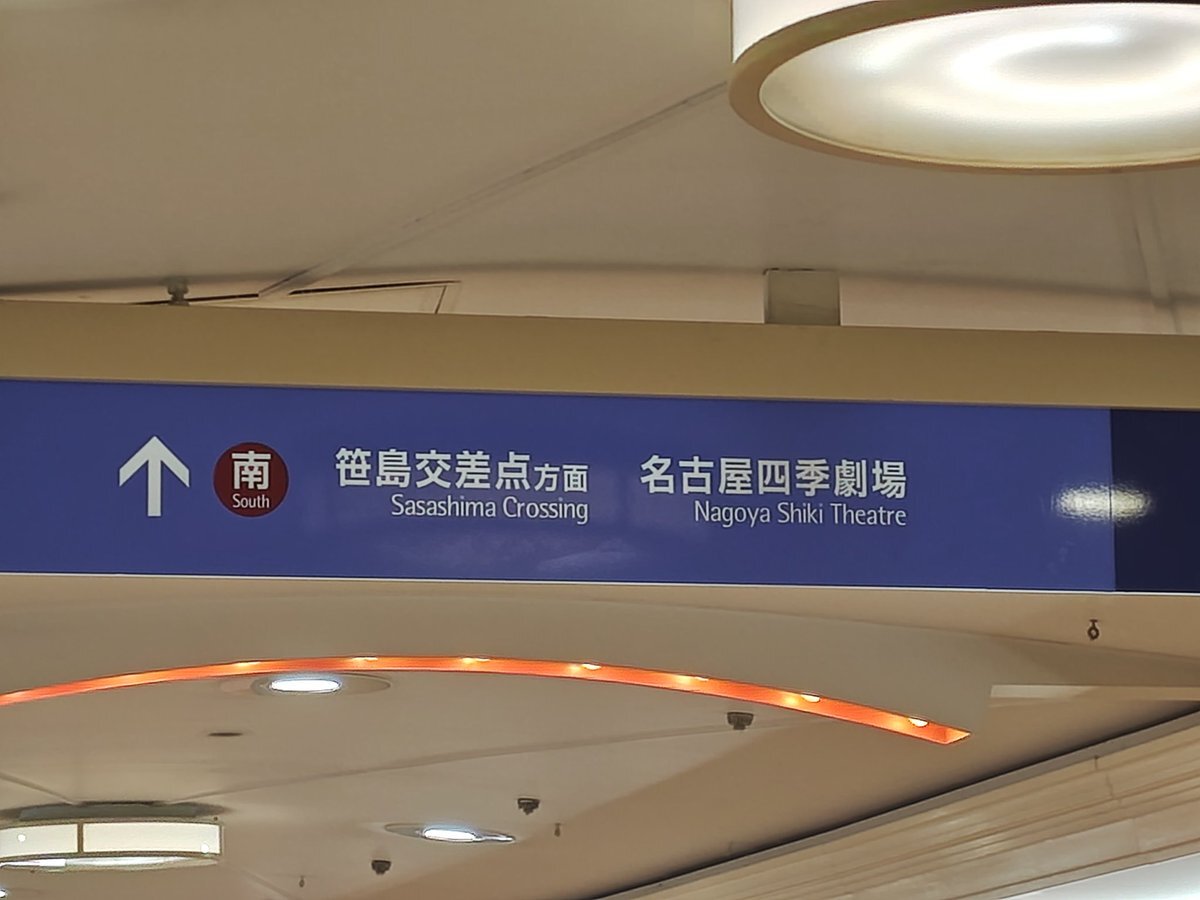 南
South
笹島交差点方面
Sasashima Crossing
名古屋四季劇場
Nagoya Shiki Theatre